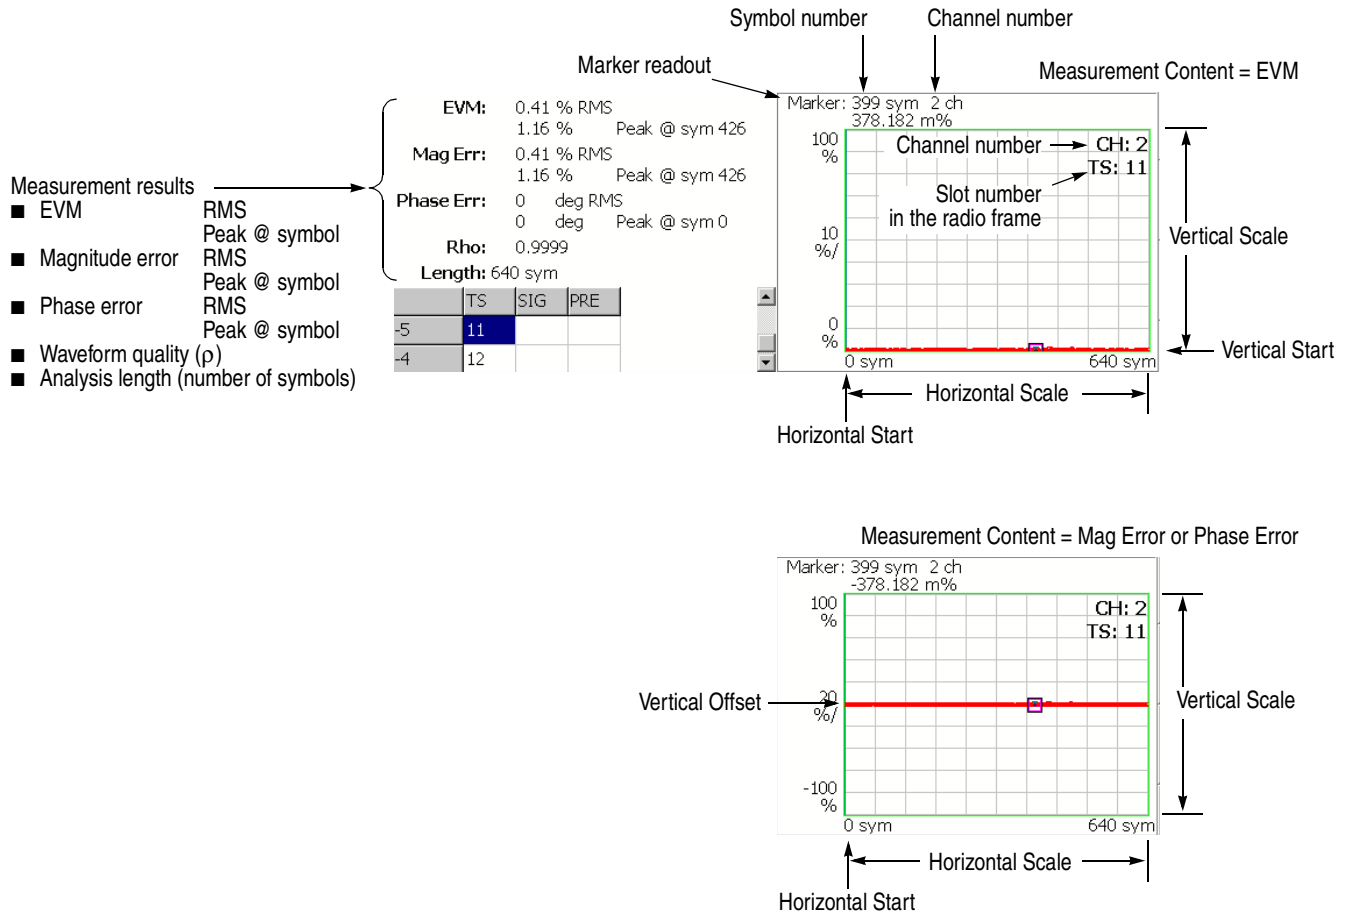 Symbol number
Channel number
Marker readout
Measurement Content = EVM
Marker: 399 sym 2 ch
378.182 m%
100
%
Channel number
CH: 2
TS: 11
Slot number
in the radio frame
10
%/
Vertical Scale
0
%
0 sym
640 sym
Vertical Start
Horizontal Scale
Horizontal Start
EVM: 0.41 % RMS
1.16 % Peak @ sym 426
Mag Err: 0.41 % RMS
1.16 % Peak @ sym 426
Phase Err: 0 deg RMS
0 deg Peak @ sym 0
Rho: 0.9999
Length: 640 sym
TS SIG PRE
-5 11
-4 12
Measurement results
■ EVM RMS
Peak @ symbol
■ Magnitude error RMS
Peak @ symbol
■ Phase error RMS
Peak @ symbol
■ Waveform quality (ρ)
■ Analysis length (number of symbols)
Measurement Content = Mag Error or Phase Error
Marker: 399 sym 2 ch
-378.182 m%
100
%
CH: 2
TS: 11
Vertical Offset
20
%/
Vertical Scale
-100
%
0 sym
640 sym
Horizontal Scale
Horizontal Start